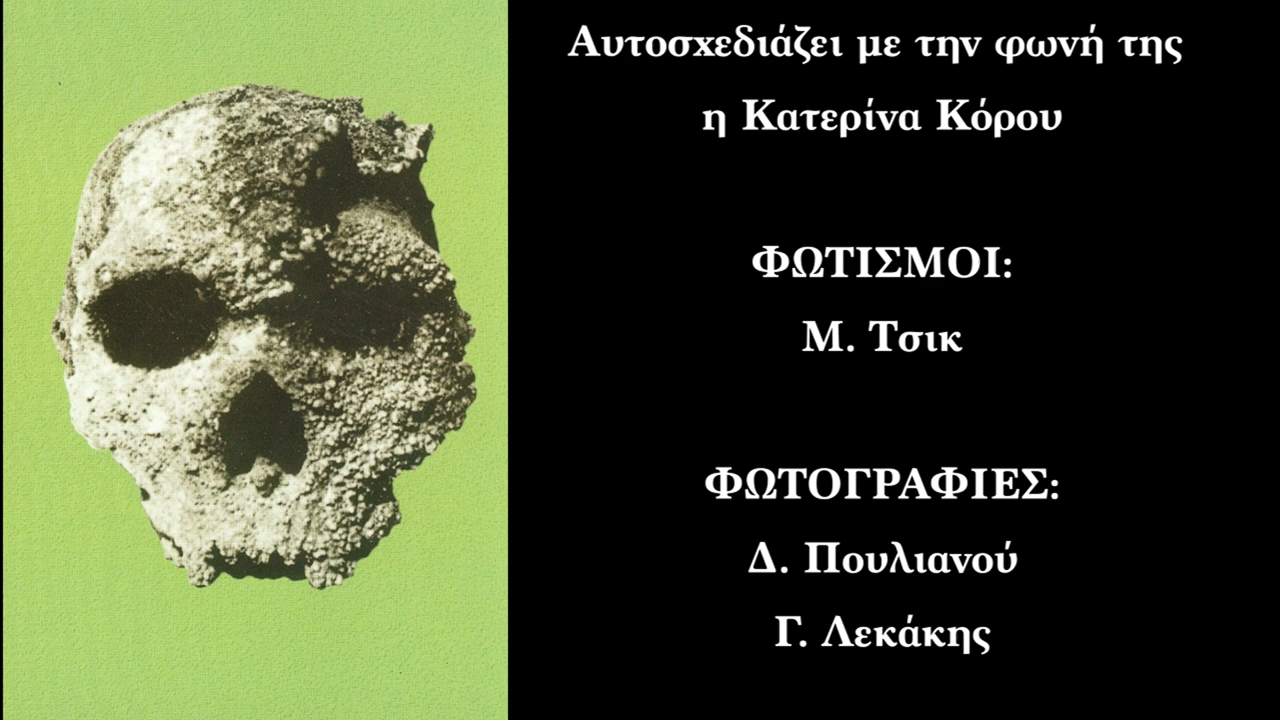 Αυτοσχεδιάζει με την φωνή της
η Κατερίνα Κόρου
ΦΩΤΙΣΜΟΙ:
Μ. Τσικ
ΦΩΤΟΓΡΑΦΙΕΣ:
Δ. Πουλιανού
Γ. Λεκάκης